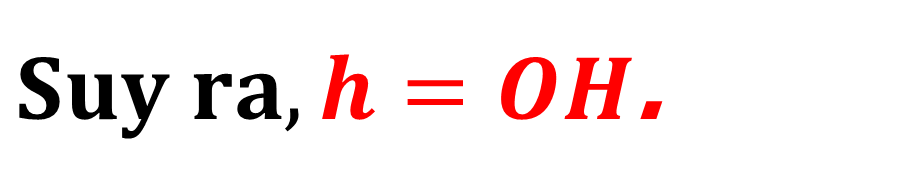 Suy ra, h = OH.